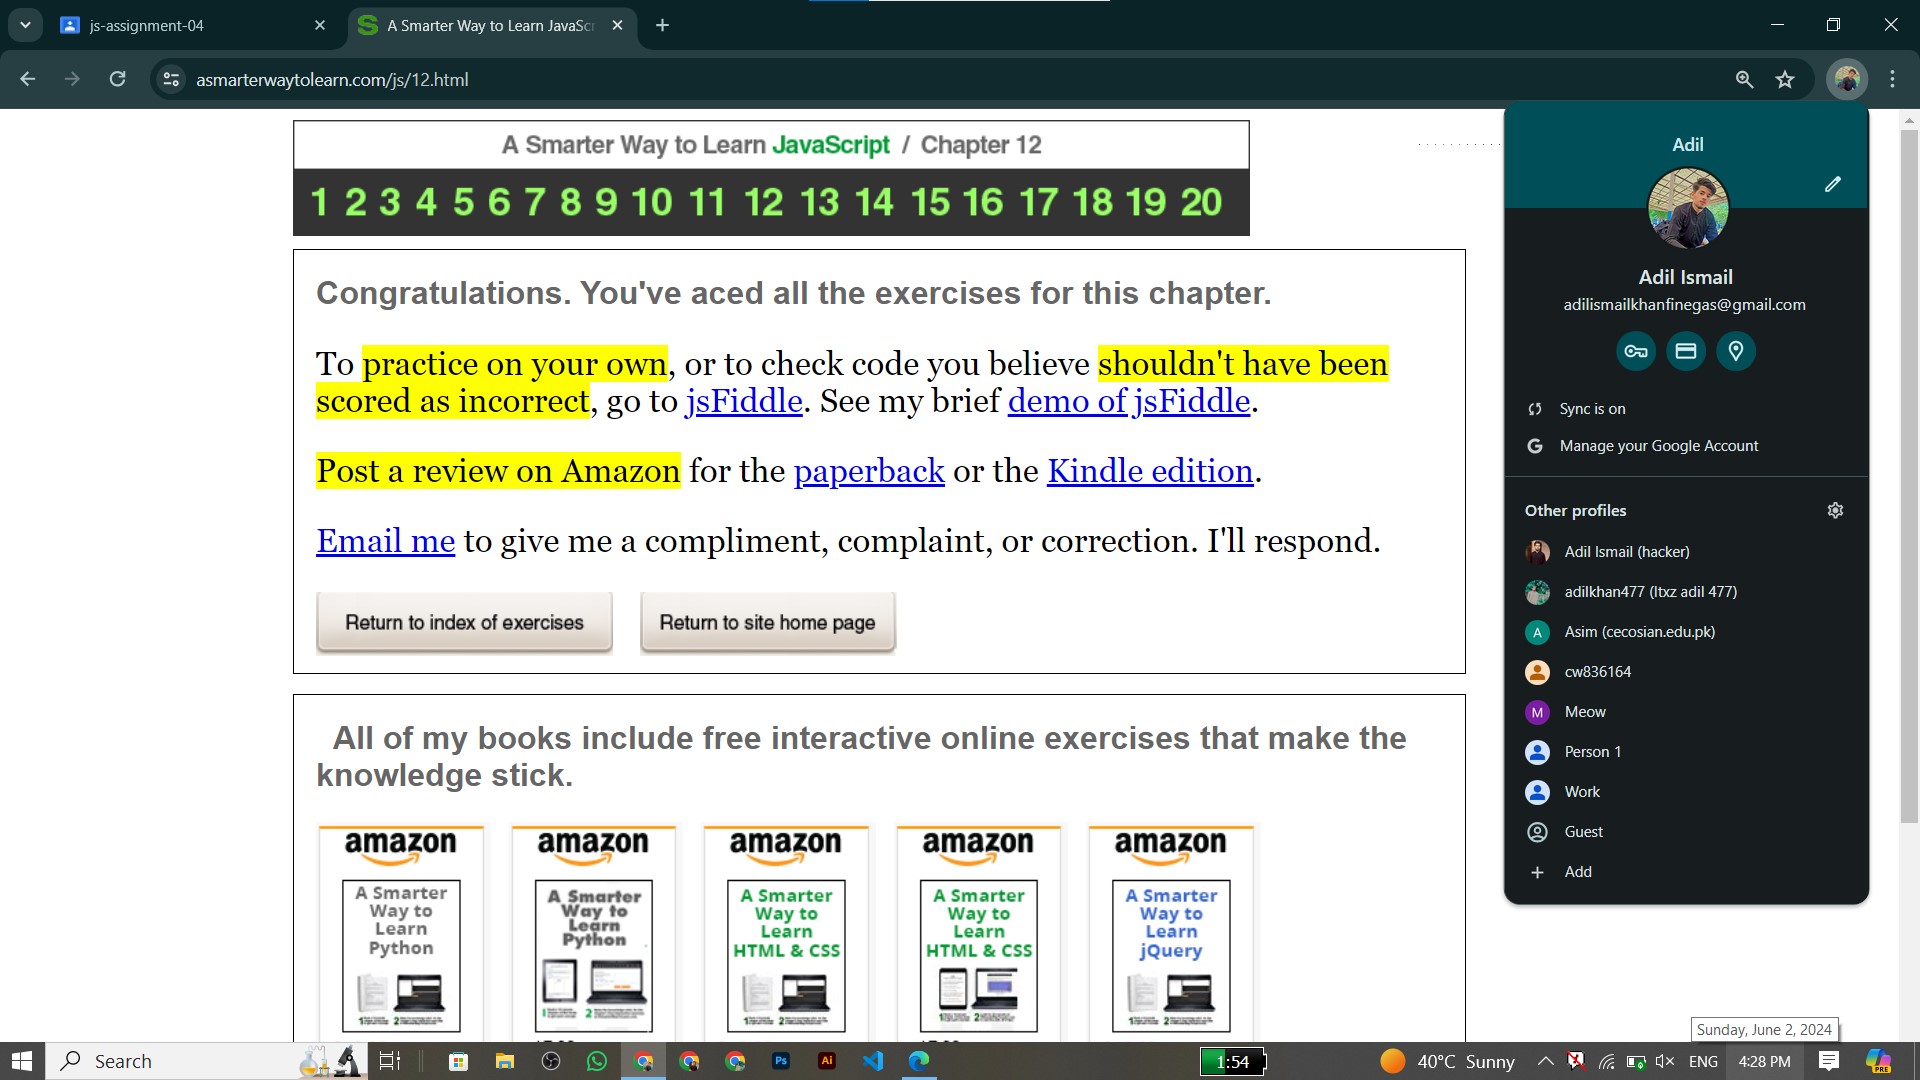 js-assignment-04
A Smarter Way to Learn JavaScr
asmarterwaytolearn.com/js/12.html
A Smarter Way to Learn JavaScript / Chapter 12
1 2 3 4 5 6 7 8 9 10 11 12 13 14 15 16 17 18 19 20
Congratulations. You've aced all the exercises for this chapter.
To practice on your own, or to check code you believe shouldn't have been
scored as incorrect, go to jsFiddle. See my brief demo of jsFiddle.
Post a review on Amazon for the paperback or the Kindle edition.
Email me to give me a compliment, complaint, or correction. I'll respond.
Return to index of exercises
Return to site home page
All of my books include free interactive online exercises that make the
knowledge stick.
amazon
A Smarter
Way to
Learn
Python
amazon
A Smarter
Way to
Learn
Python
amazon
A Smarter
Way to
Learn
HTML & CSS
amazon
A Smarter
Way to
Learn
HTML & CSS
amazon
A Smarter
Way to
Learn
jQuery
Adil
Adil Ismail
adilismailkhanfinegas@gmail.com
Sync is on
Manage your Google Account
Other profiles
Adil Ismail (hacker)
adilkhan477 (ltxz adil 477)
A
Asim (cecosian.edu.pk)
cw836164
M
Meow
Person 1
Work
Guest
Add
Sunday, June 2, 2024
Search
Ps
Ai
1:54
40°C Sunny
ENG
4:28 PM
PRE